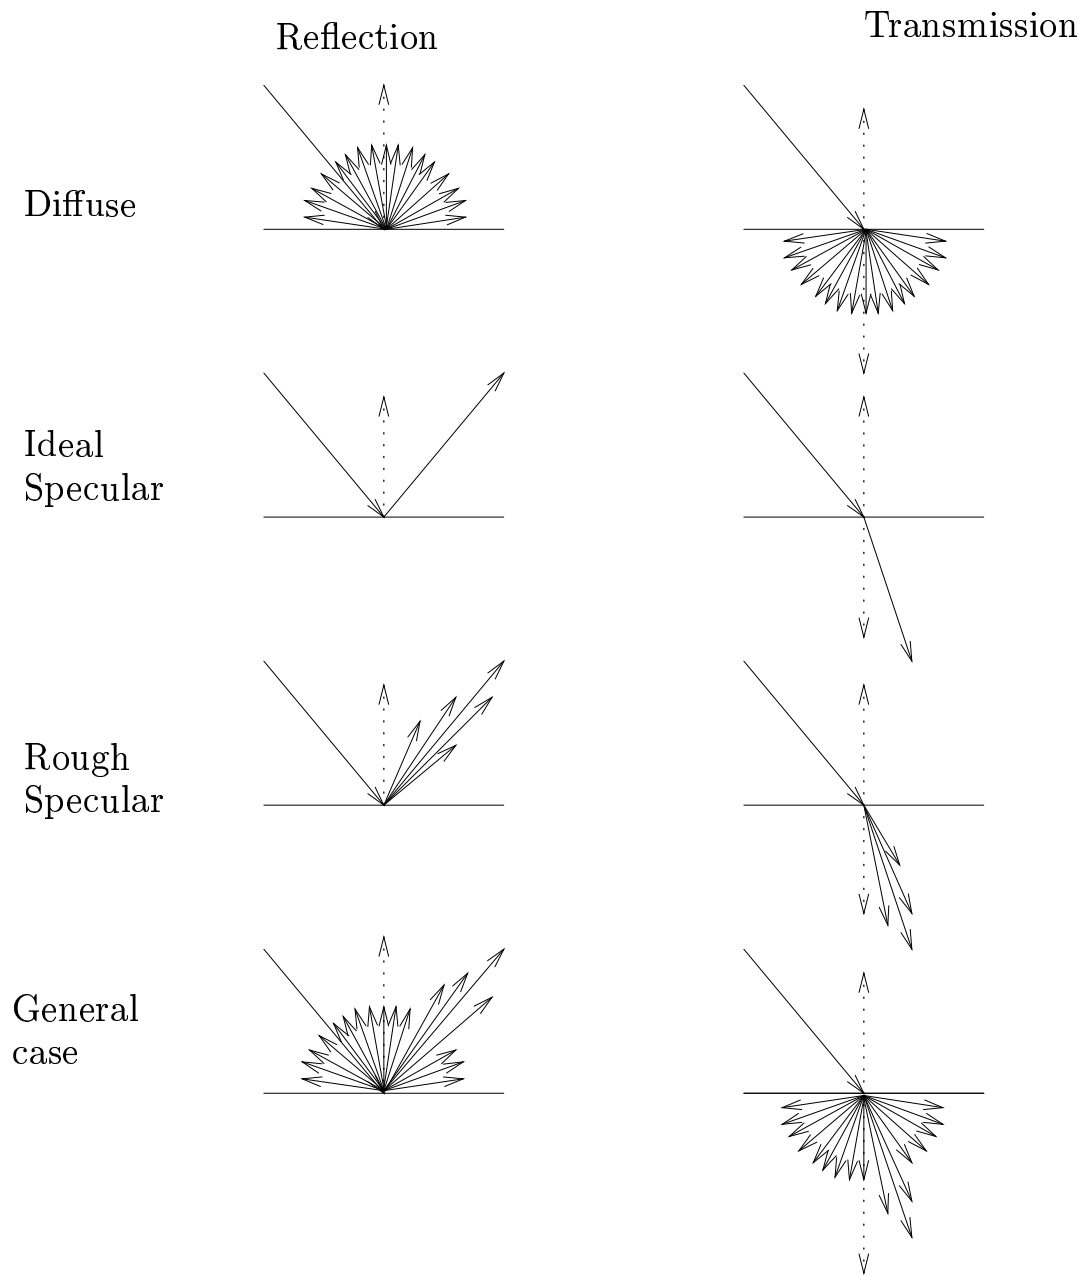 Reflection
Transmission
Diffuse
Ideal
Specular
Rough
Specular
General
case